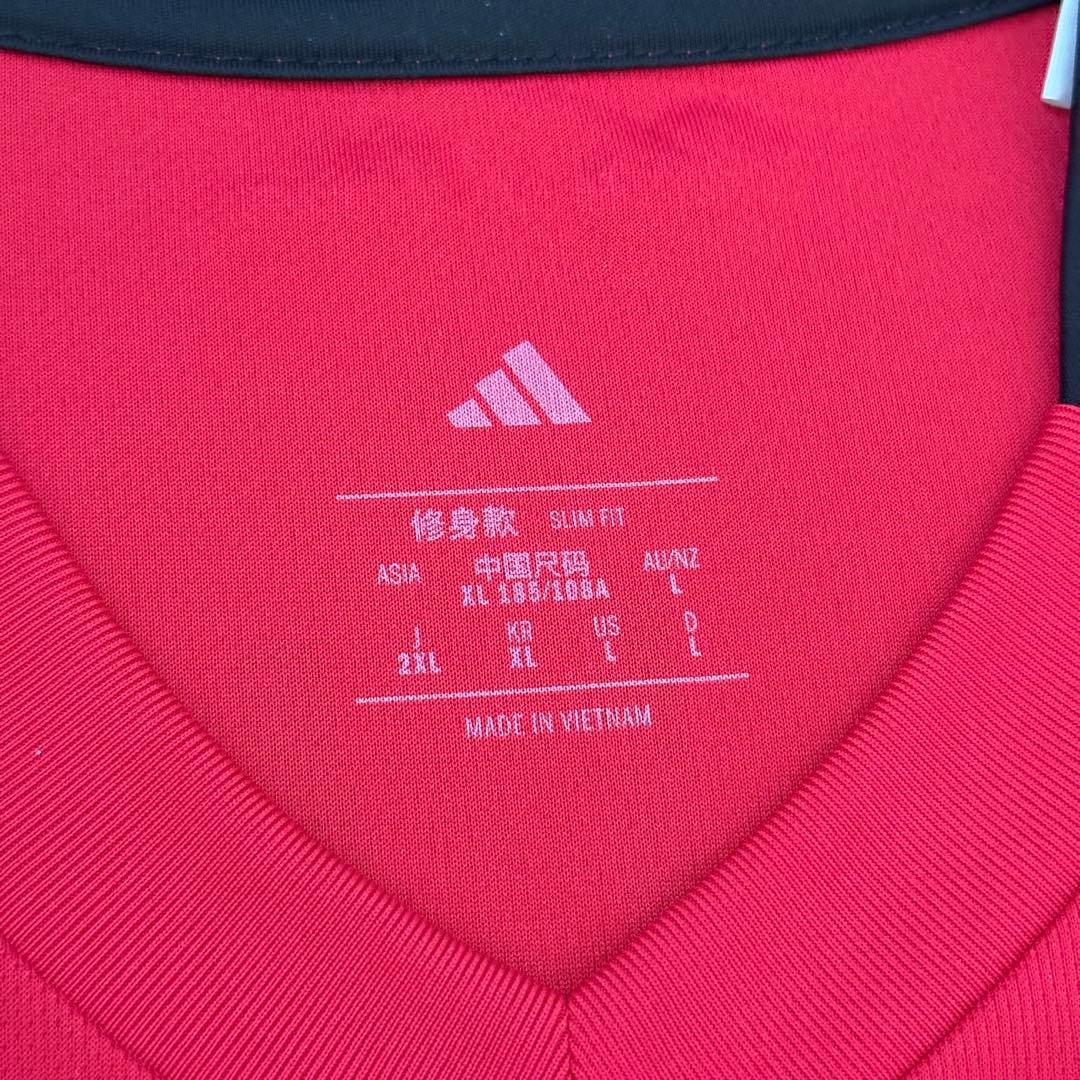 修身款 SLIM FIT
ASIA 中国尺码 AU/NZ
XL 185/108A L
J KR US D
2XL XL L L
MADE IN VIETNAM